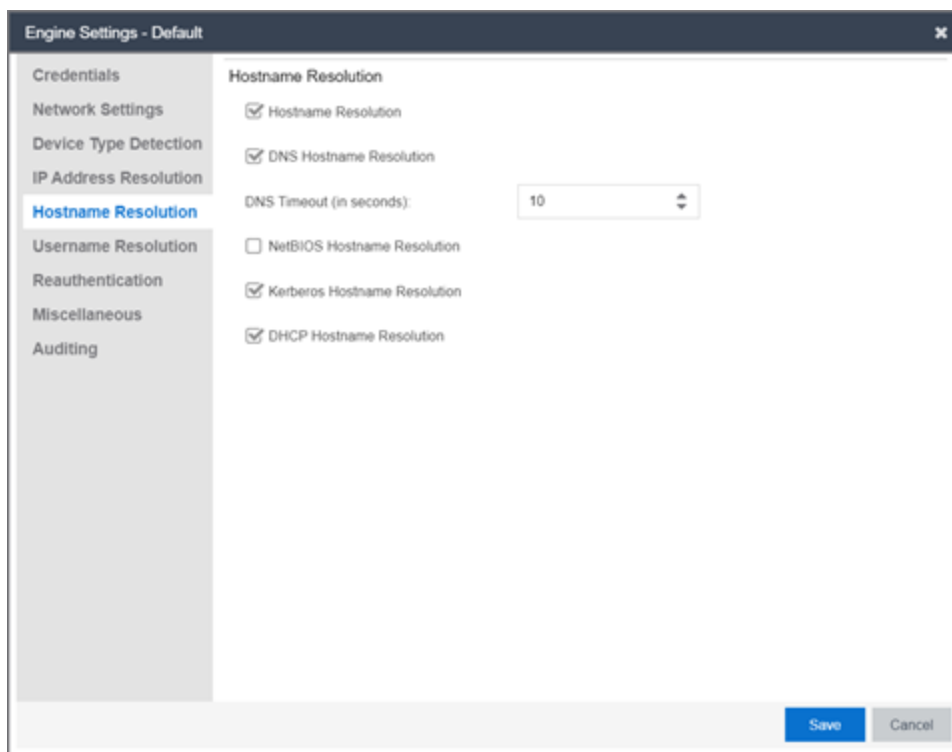 Engine Settings - Default
Credentials
Network Settings
Device Type Detection
IP Address Resolution
Hostname Resolution
Username Resolution
Reauthentication
Miscellaneous
Auditing
Hostname Resolution
Hostname Resolution
DNS Hostname Resolution
DNS Timeout (in seconds): 10
NetBIOS Hostname Resolution
Kerberos Hostname Resolution
DHCP Hostname Resolution
Save Cancel